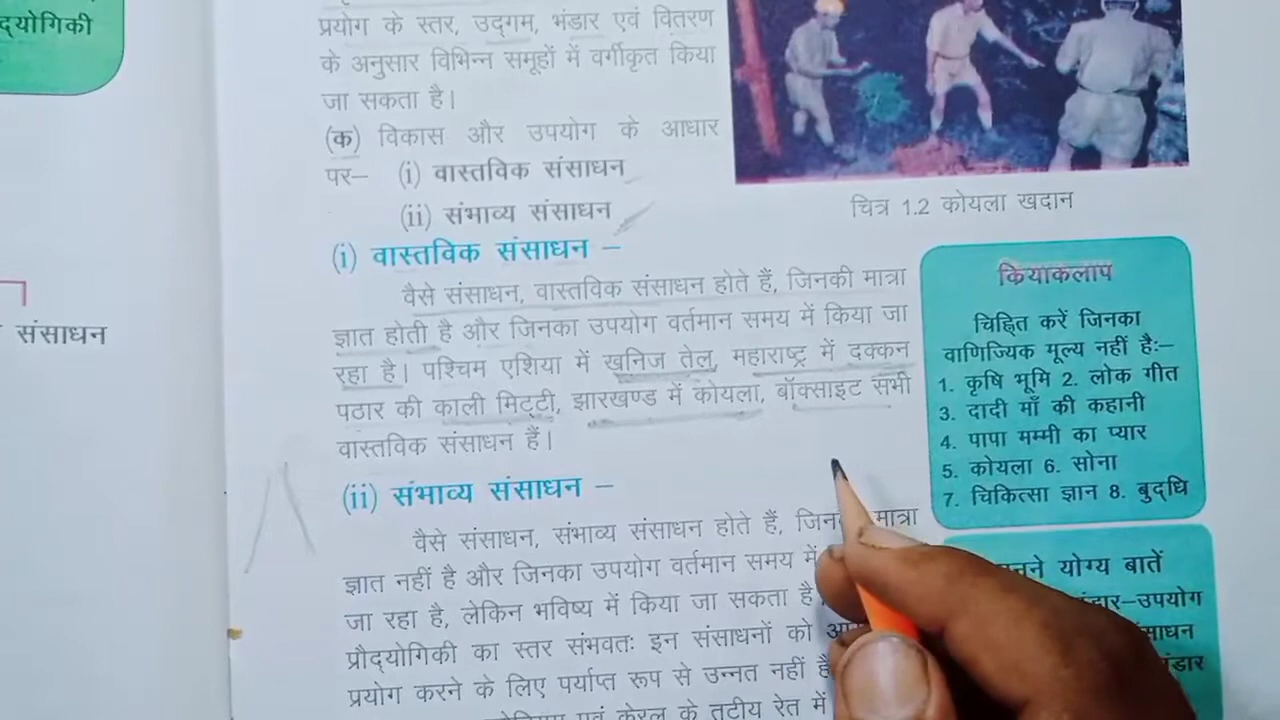 द्योगिकी
संसाधन
प्रयोग के स्तर, उद्गम, भंडार एवं वितरण
के अनुसार विभिन्न समूहों में वर्गीकृत किया
जा सकता है।
(क) विकास और उपयोग के आधार
पर– (i) वास्तविक संसाधन
(ii) संभाव्य संसाधन
चित्र 1.2 कोयला खदान
(i) वास्तविक संसाधन –
वैसे संसाधन, वास्तविक संसाधन होते हैं, जिनकी मात्रा
ज्ञात होती है और जिनका उपयोग वर्तमान समय में किया जा
रहा है। पश्चिम एशिया में खनिज तेल, महाराष्ट्र में दक्कन
पठार की काली मिट्टी, झारखण्ड में कोयला, बॉक्साइट सभी
वास्तविक संसाधन हैं।
(ii) संभाव्य संसाधन –
वैसे संसाधन, संभाव्य संसाधन होते हैं, मात्रा
ज्ञात नहीं है और जिनका उपयोग वर्तमान समय में
जा रहा है, लेकिन भविष्य में किया जा सकता है
प्रौद्योगिकी का स्तर संभवतः इन संसाधनों को
प्रयोग करने के लिए पर्याप्त रूप से उन्नत नहीं
एवं केरल के तटीय रेत में
कियाकलाप
चिह्नित करें जिनका
वाणिज्यिक मूल्य नहीं है:–
1. कृषि भूमि 2. लोक गीत
3. दादी माँ की कहानी
4. पापा मम्मी का प्यार
5. कोयला 6. सोना
7. चिकित्सा ज्ञान 8. बुद्धि
योग्य बातें
–उपयोग